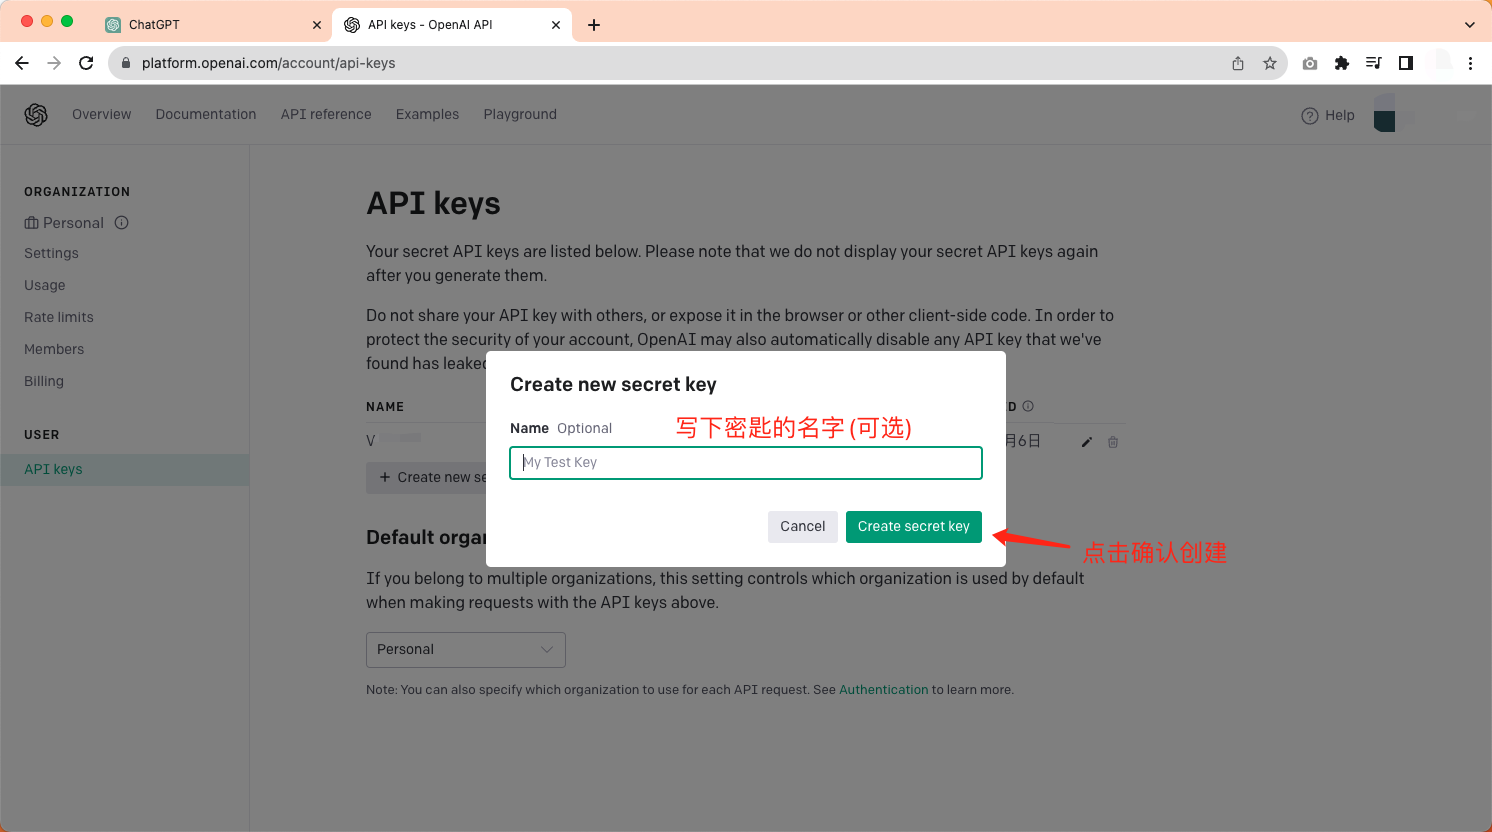 ChatGPT
API keys - OpenAI API
platform.openai.com/account/api-keys
Overview
Documentation
API reference
Examples
Playground
Help
ORGANIZATION
Personal
Settings
Usage
Rate limits
Members
Billing
USER
API keys
API keys
Your secret API keys are listed below. Please note that we do not display your secret API keys again
after you generate them.
Do not share your API key with others, or expose it in the browser or other client-side code. In order to
protect the security of your account, OpenAI may also automatically disable any API key that we've
found has leaked
NAME
D
V
月6日
+ Create new se
Create new secret key
Name Optional
写下密匙的名字 (可选)
My Test Key
Cancel
Create secret key
点击确认创建
Default organ
If you belong to multiple organizations, this setting controls which organization is used by default
when making requests with the API keys above.
Personal
Note: You can also specify which organization to use for each API request. See Authentication to learn more.